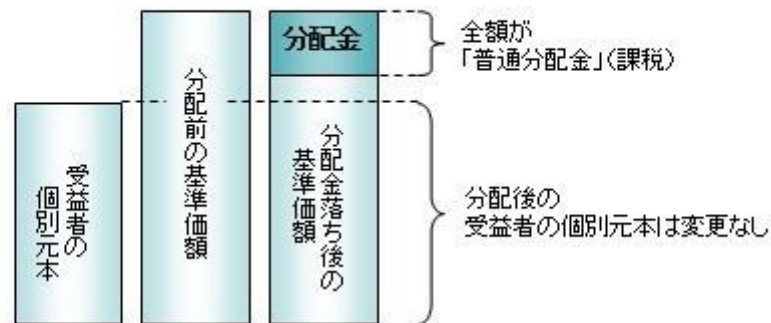 受益者の
個別元本
分配前の基準価額
分配金
分配金落ち後の
基準価額
全額が
「普通分配金」(課税)
分配後の
受益者の個別元本は変更なし